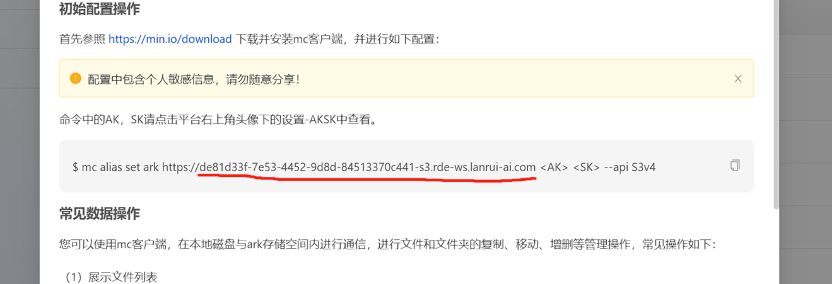 初始配置操作
首先参照 https://min.io/download 下载并安装mc客户端，并进行如下配置：
配置中包含个人敏感信息，请勿随意分享！
命令中的AK，SK请点击平台右上角头像下的设置-AKSK中查看。
$ mc alias set ark https://de81d33f-7e53-4452-9d8d-84513370c441-s3.rde-ws.lanrui-ai.com <AK> <SK> --api S3v4
常见数据操作
您可以使用mc客户端，在本地磁盘与ark存储空间内进行通信，进行文件和文件夹的复制、移动、增删等管理操作，常见操作如下：
（1）展示文件列表